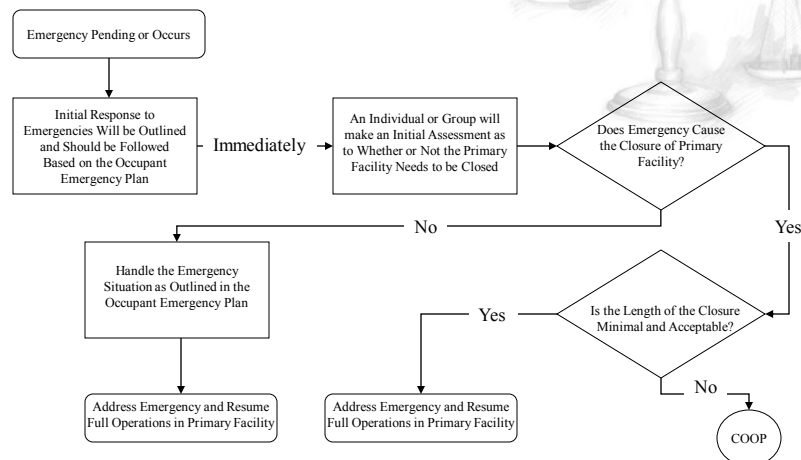 Emergency Pending or Occurs
Initial Response to
Emergencies Will be Outlined
and Should be Followed
Based on the Occupant
Emergency Plan
Immediately
An Individual or Group will
make an Initial Assessment as
to Whether or Not the Primary
Facility Needs to be Closed
Does Emergency Cause
the Closure of Primary
Facility?
No
Yes
Handle the Emergency
Situation as Outlined in the
Occupant Emergency Plan
Is the Length of the Closure
Minimal and Acceptable?
Yes
No
Address Emergency and Resume
Full Operations in Primary Facility
Address Emergency and Resume
Full Operations in Primary Facility
COOP